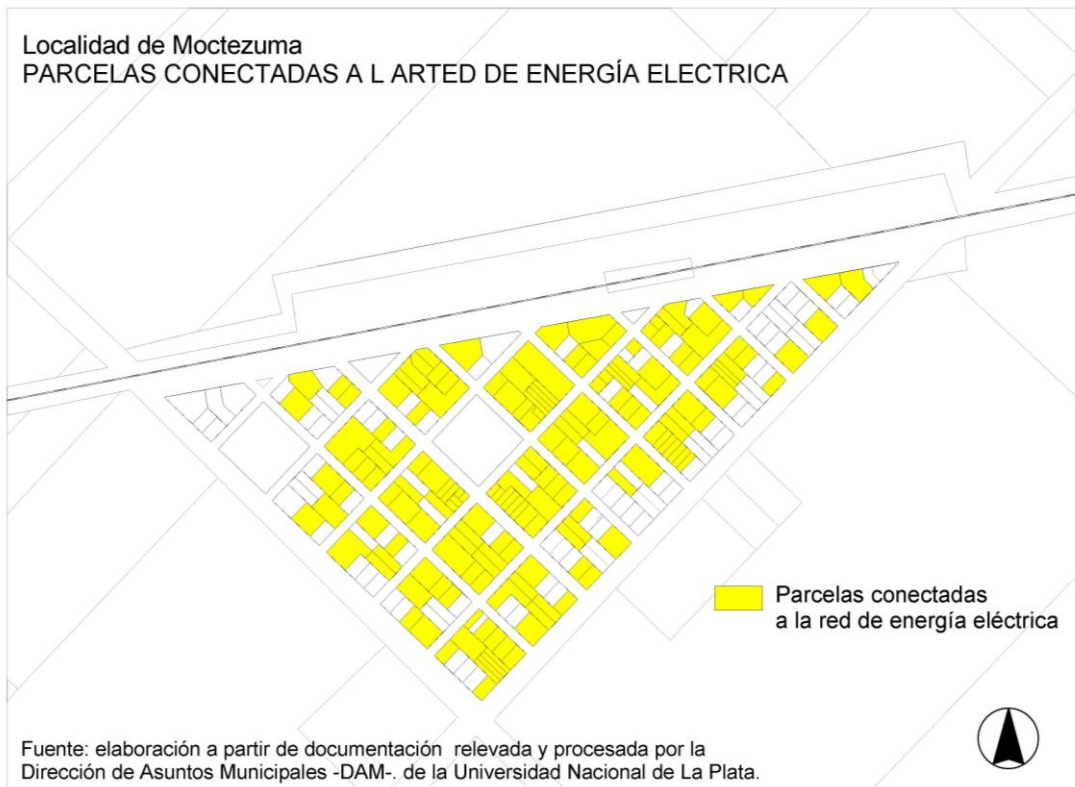 Localidad de Moctezuma
PARCELAS CONECTADAS A L ARTED DE ENERGÍA ELECTRICA
Parcelas conectadas
a la red de energía eléctrica
Fuente: elaboración a partir de documentación relevada y procesada por la
Dirección de Asuntos Municipales -DAM-. de la Universidad Nacional de La Plata.